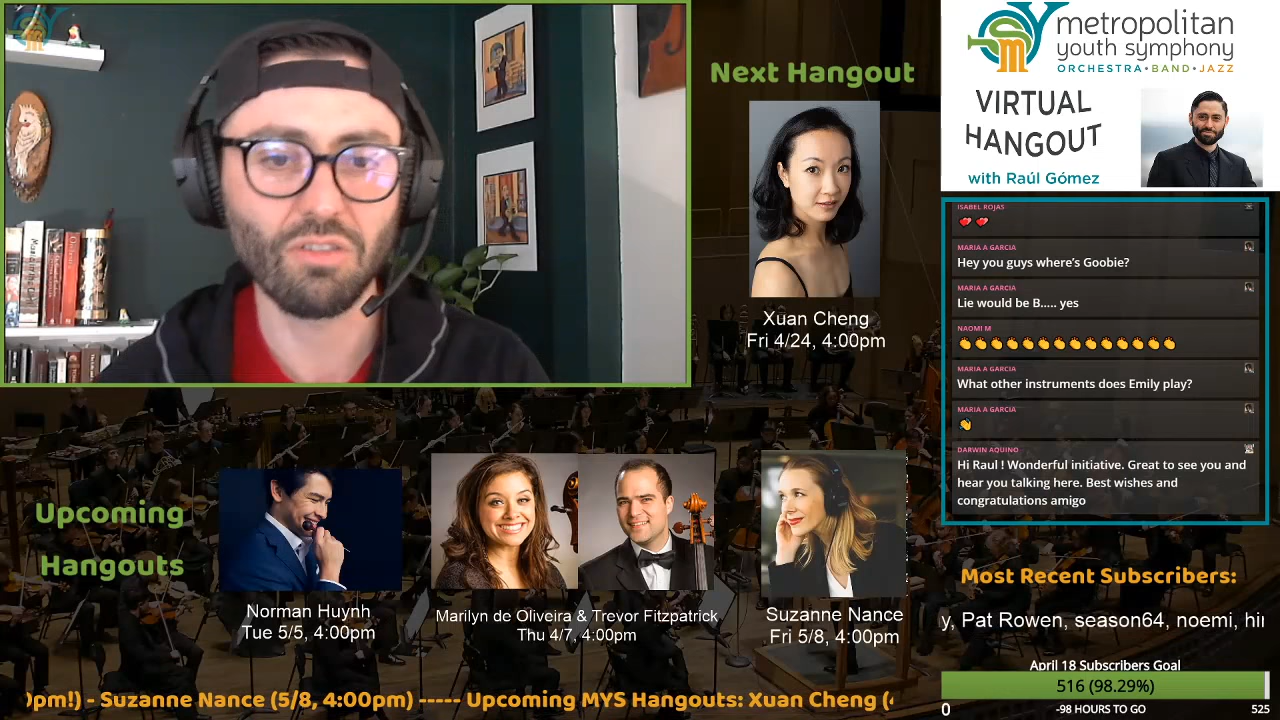 Next Hangout
Xuan Cheng
Fri 4/24, 4:00pm
metropolitan
youth symphony
ORCHESTRA•BAND•JAZZ
VIRTUAL
HANGOUT
with Raúl Gómez
ISABEL ROJAS
MARIA A GARCIA
Hey you guys where's Goobie?
MARIA A GARCIA
Lie would be B..... yes
NAOMI M
MARIA A GARCIA
What other instruments does Emily play?
MARIA A GARCIA
DARWIN AQUINO
Hi Raul ! Wonderful initiative. Great to see you and
hear you talking here. Best wishes and
congratulations amigo
Upcoming
Hangouts
Norman Huynh
Tue 5/5, 4:00pm
Marilyn de Oliveira & Trevor Fitzpatrick
Thu 4/7, 4:00pm
Suzanne Nance
Fri 5/8, 4:00pm
Most Recent Subscribers:
y, Pat Rowen, season64, noemi,
April 18 Subscribers Goal
516 (98.29%)
0
-98 HOURS TO GO
525
pm!) - Suzanne Nance (5/8, 4:00pm) ----- Upcoming MYS Hangouts: Xuan Cheng (